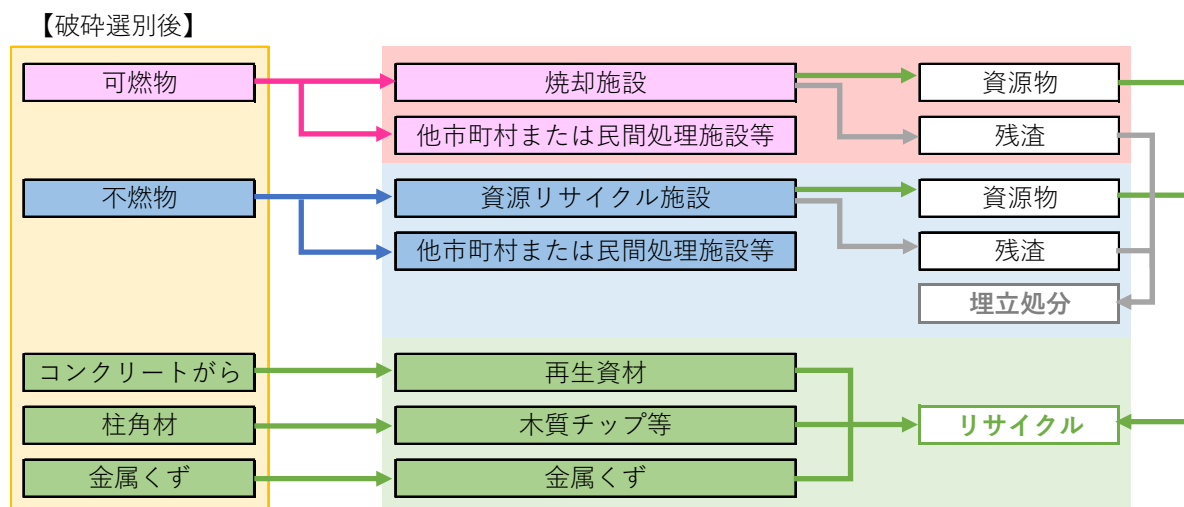 【破砕選別後】
可燃物
焼却施設
資源物
他市町村または民間処理施設等
残渣
不燃物
資源リサイクル施設
資源物
他市町村または民間処理施設等
残渣
埋立処分
コンクリートがら
再生資材
柱角材
木質チップ等
リサイクル
金属くず
金属くず